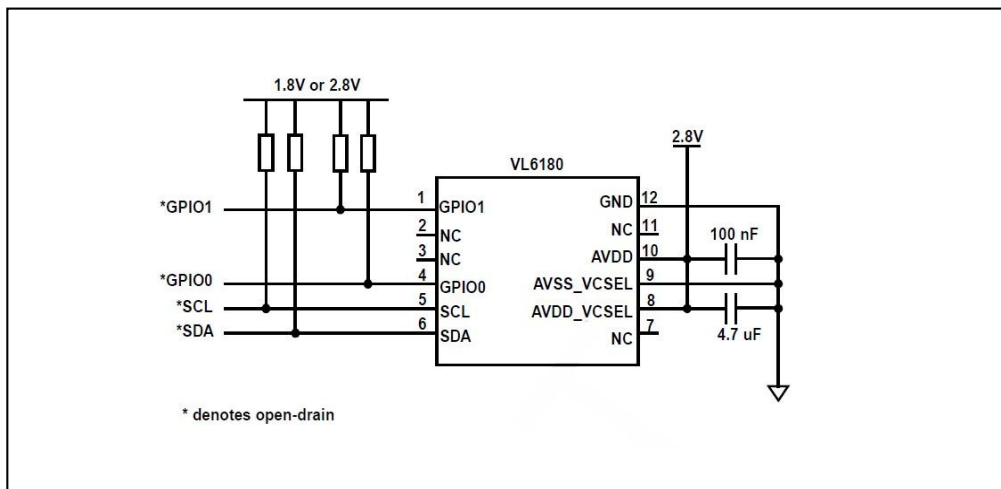 1.8V or 2.8V
2.8V
VL6180
*GPIO1
1
GPIO1
2
NC
3
NC
*GPIO0
4
GPIO0
*SCL
5
SCL
*SDA
6
SDA
GND
12
NC
11
100 nF
AVDD
10
AVSS_VCSEL
9
AVDD_VCSEL
8
4.7 uF
NC
7
* denotes open-drain